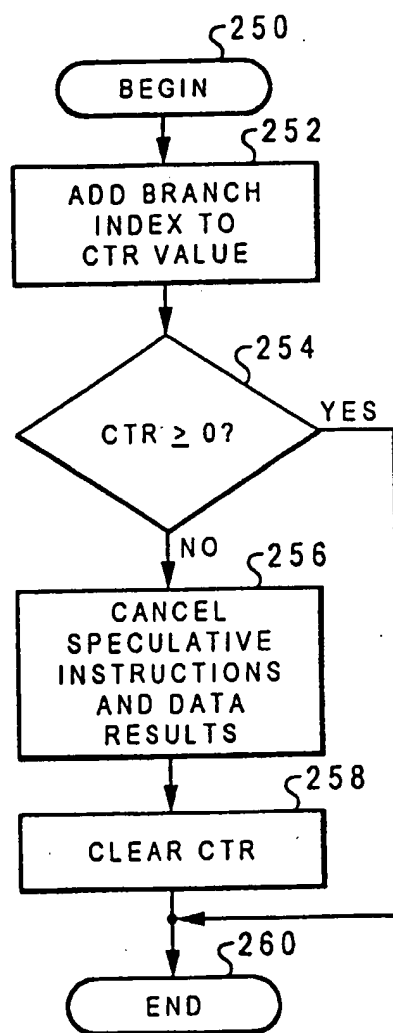 250
BEGIN
252
ADD BRANCH
INDEX TO
CTR VALUE
254
CTR ≥ 0?
YES
NO
256
CANCEL
SPECULATIVE
INSTRUCTIONS
AND DATA
RESULTS
258
CLEAR CTR
260
END